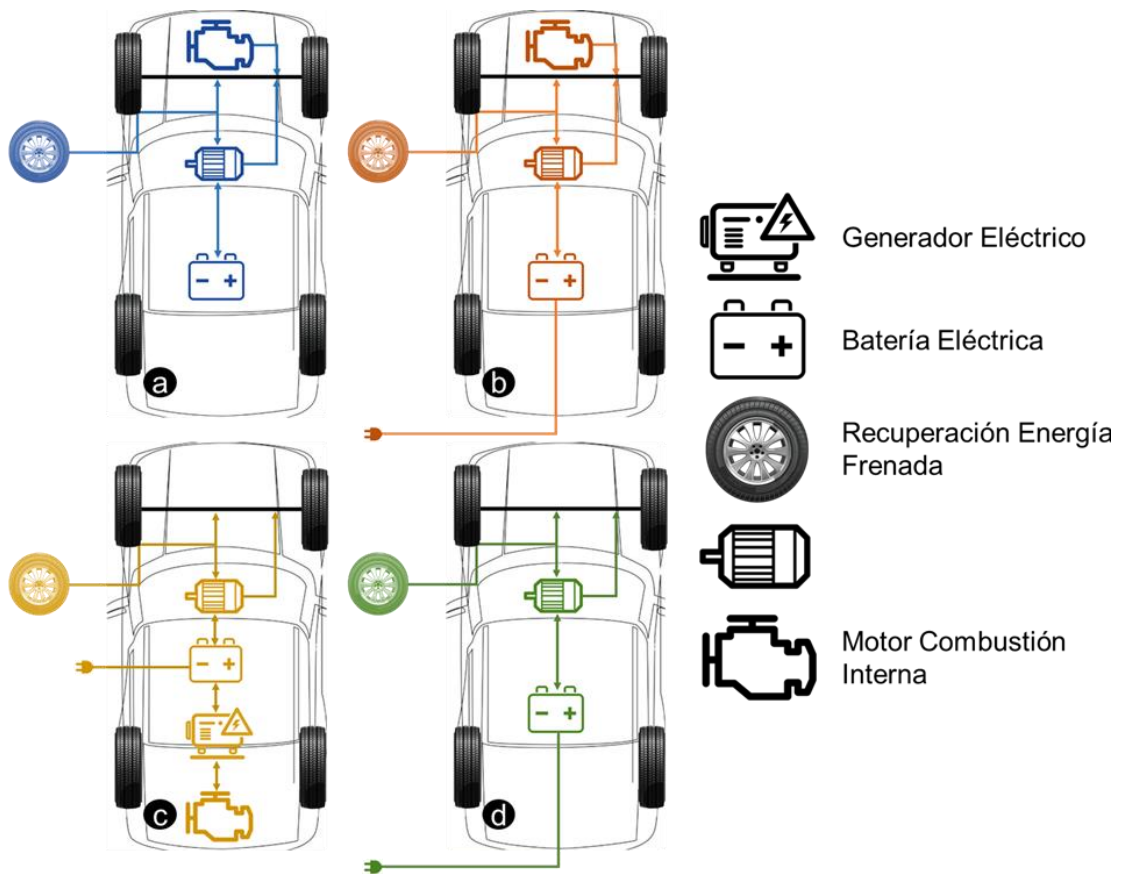 a
b
Generador Eléctrico
Batería Eléctrica
Recuperación Energía
Frenada
Motor Combustión
Interna
c
d